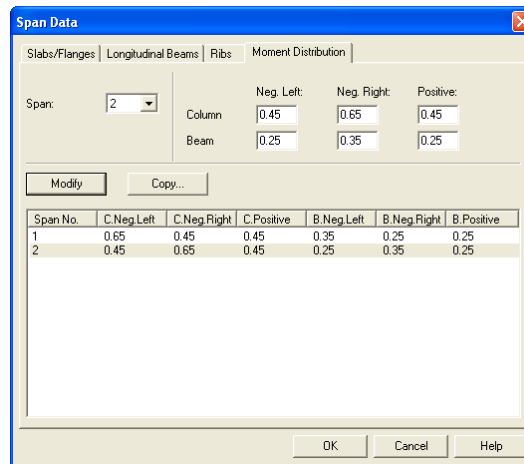 Span Data
Slabs/Flanges Longitudinal Beams Ribs Moment Distribution
Neg. Left: Neg. Right: Positive:
Span: 2
Column 0.45 0.65 0.45
Beam 0.25 0.35 0.25
Modify Copy...
Span No. C.Neg.Left C.Neg.Right C.Positive B.Neg.Left B.Neg.Right B.Positive
1 0.65 0.45 0.45 0.35 0.25 0.25
2 0.45 0.65 0.45 0.25 0.35 0.25
OK Cancel Help